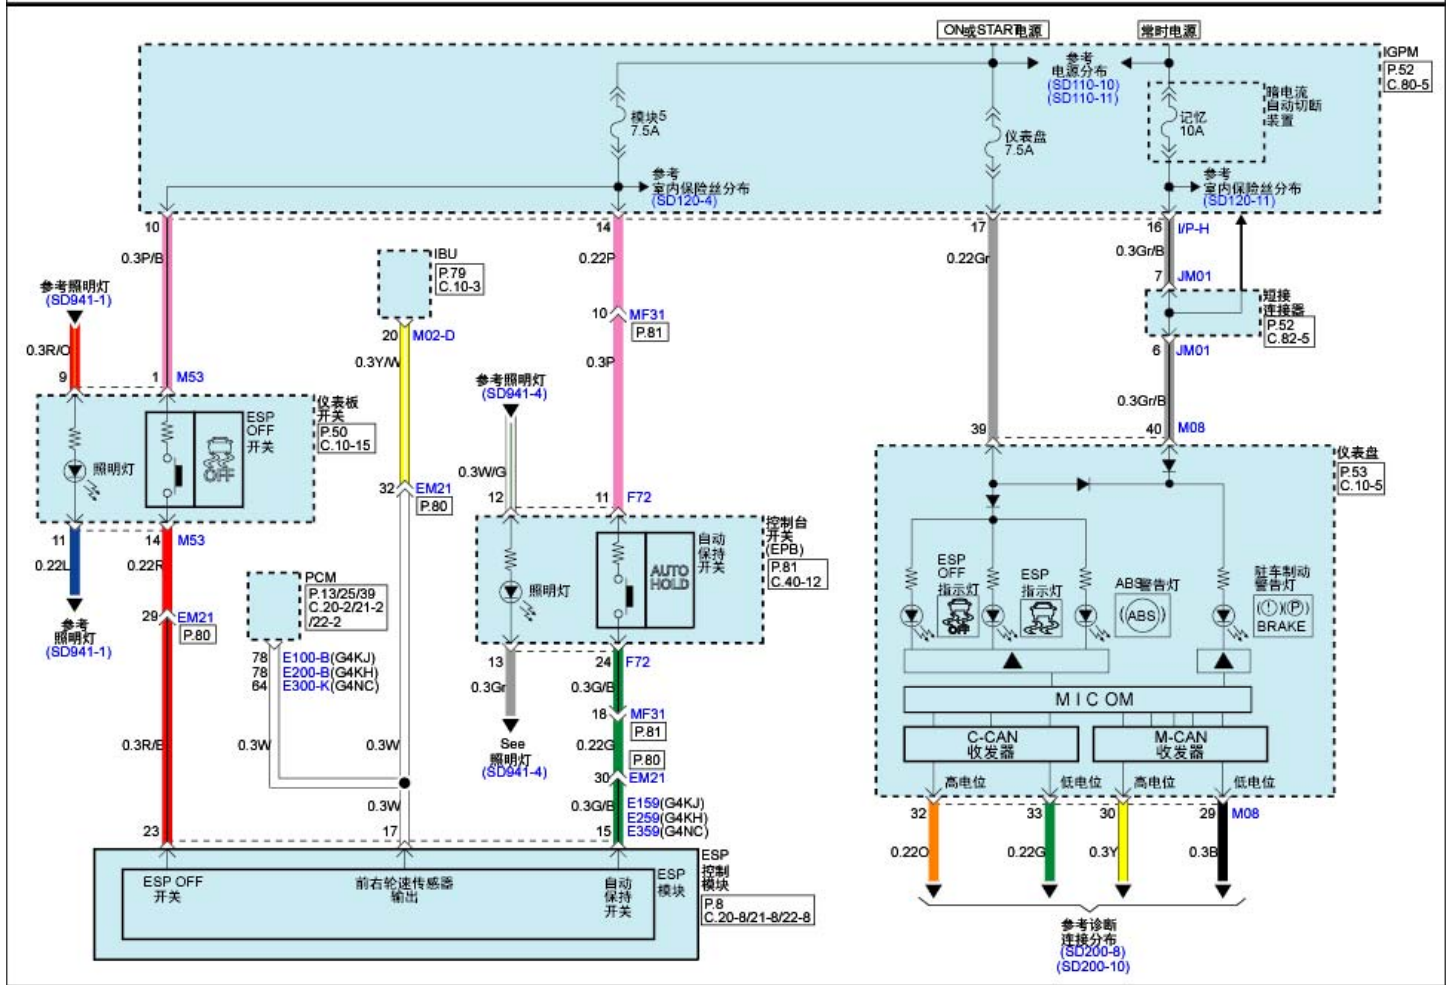 ON或START电源
常时电源
IGPM
P.52
C.80-5
参考
电源分布
(SD110-10)
(SD110-11)
模块5
7.5A
仪表盘
7.5A
记忆
10A
暗电流
自动切断
装置
参考
室内保险丝分布
(SD120-4)
参考
室内保险丝分布
(SD120-11)
10
14
17
16
I/P-H
0.3P/B
0.22P
0.22Gr
0.3Gr/B
IBU
P.79
C.10-3
7
JM01
短接
连接器
P.52
C.82-5
参考照明灯
(SD941-1)
10
MF31
P.81
20
M02-D
0.3R/O
0.3Y/W
0.3P
6
JM01
9
1
M53
参考照明灯
(SD941-4)
0.3Gr/B
39
40
M08
仪表板
开关
P.50
C.10-15
ESP
OFF
开关
照明灯
OFF
0.3W/G
32
EM21
P.80
12
11
F72
仪表盘
P.53
C.10-5
控制台
开关
(EPB)
P.81
C.40-12
自动
保持
开关
AUTO
HOLD
照明灯
11
14
M53
0.22L
0.22R
PCM
P.13/25/39
C.20-2/21-2
/22-2
ESP
OFF
指示灯
OFF
ESP
指示灯
ABS警告灯
(ABS)
驻车制动
警告灯
(!)(P)
BRAKE
29
EM21
P.80
参考
照明灯
(SD941-1)
78
E100-B(G4KJ)
78
E200-B(G4KH)
64
E300-K(G4NC)
13
24
F72
0.3Gr
0.3G/B
MICOM
18
MF31
P.81
C-CAN
收发器
M-CAN
收发器
0.3R/B
0.3W
0.3W
See
照明灯
(SD941-4)
0.22G
P.80
30
EM21
高电位
低电位
高电位
低电位
0.3W
0.3G/B
E159(G4KJ)
E259(G4KH)
E359(G4NC)
23
17
15
32
33
30
29
M08
0.22O
0.22G
0.3Y
0.3B
ESP OFF
开关
前右轮速传感器
输出
自动
保持
开关
ESP
模块
ESP
控制
模块
P.8
C.20-8/21-8/22-8
参考诊断
连接分布
(SD200-8)
(SD200-10)